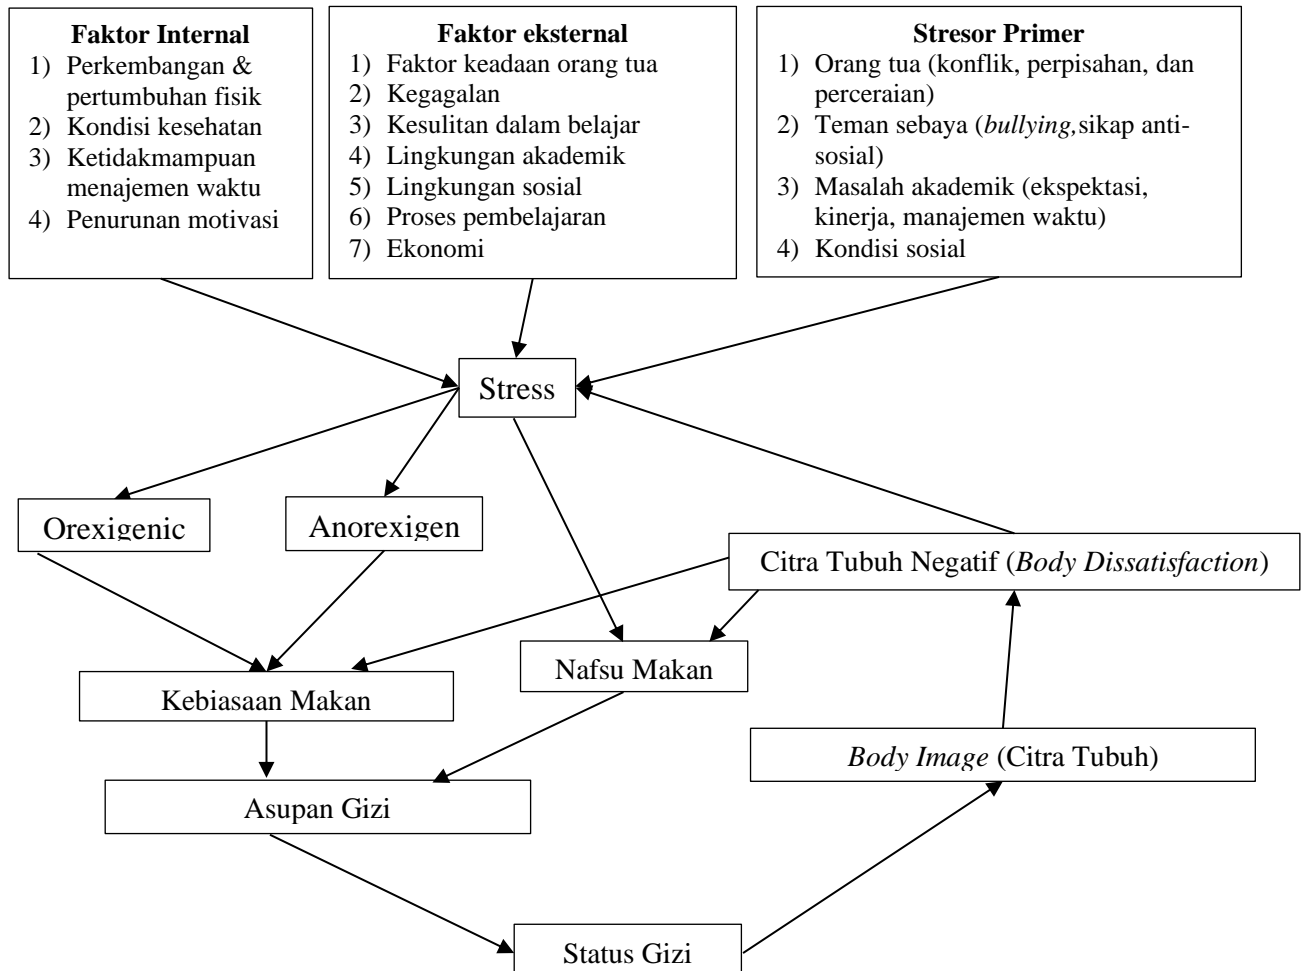 Faktor Internal
1) Perkembangan &
pertumbuhan fisik
2) Kondisi kesehatan
3) Ketidakmampuan
menajemen waktu
4) Penurunan motivasi
Faktor eksternal
1) Faktor keadaan orang tua
2) Kegagalan
3) Kesulitan dalam belajar
4) Lingkungan akademik
5) Lingkungan sosial
6) Proses pembelajaran
7) Ekonomi
Stresor Primer
1) Orang tua (konflik, perpisahan, dan
perceraian)
2) Teman sebaya (bullying,sikap anti-
sosial)
3) Masalah akademik (ekspektasi,
kinerja, manajemen waktu)
4) Kondisi sosial
Stress
Orexigenic
Anorexigen
Citra Tubuh Negatif (Body Dissatisfaction)
Nafsu Makan
Kebiasaan Makan
Body Image (Citra Tubuh)
Asupan Gizi
Status Gizi